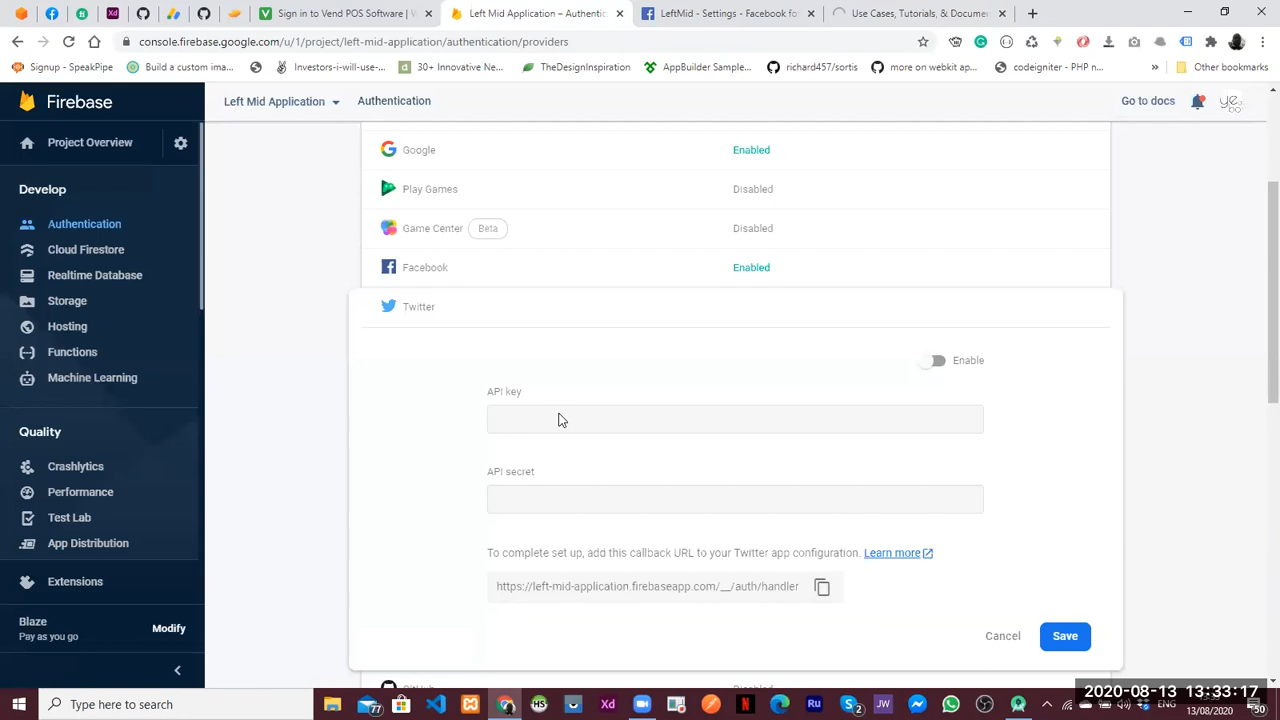 Sign in to Vend POS Software | V
Left Mid Application – Authentic
LeftMid - Settings - Facebook fo
Use Cases, Tutorials, & Docume
console.firebase.google.com/u/1/project/left-mid-application/authentication/providers
Signup - SpeakPipe
Build a custom ima...
Investors-i-will-use-...
30+ Innovative New...
TheDesignInspiration
AppBuilder Sample...
richard457/sortis
more on webkit app
codeigniter - PHP n...
»
Other bookmarks
Firebase
Left Mid Application
Authentication
Go to docs
Project Overview
Develop
Authentication
Cloud Firestore
Realtime Database
Storage
Hosting
Functions
Machine Learning
Quality
Crashlytics
Performance
Test Lab
App Distribution
Extensions
Blaze
Pay as you go
Modify
Google
Enabled
Play Games
Disabled
Game Center
Beta
Disabled
Facebook
Enabled
Twitter
Enable
API key
API secret
To complete set up, add this callback URL to your Twitter app configuration. Learn more
https://left-mid-application.firebaseapp.com/__/auth/handler
Cancel
Save
GitHub
Disabled
2020-08-13 13:33:17
Type here to search
ENG
13/08/2020